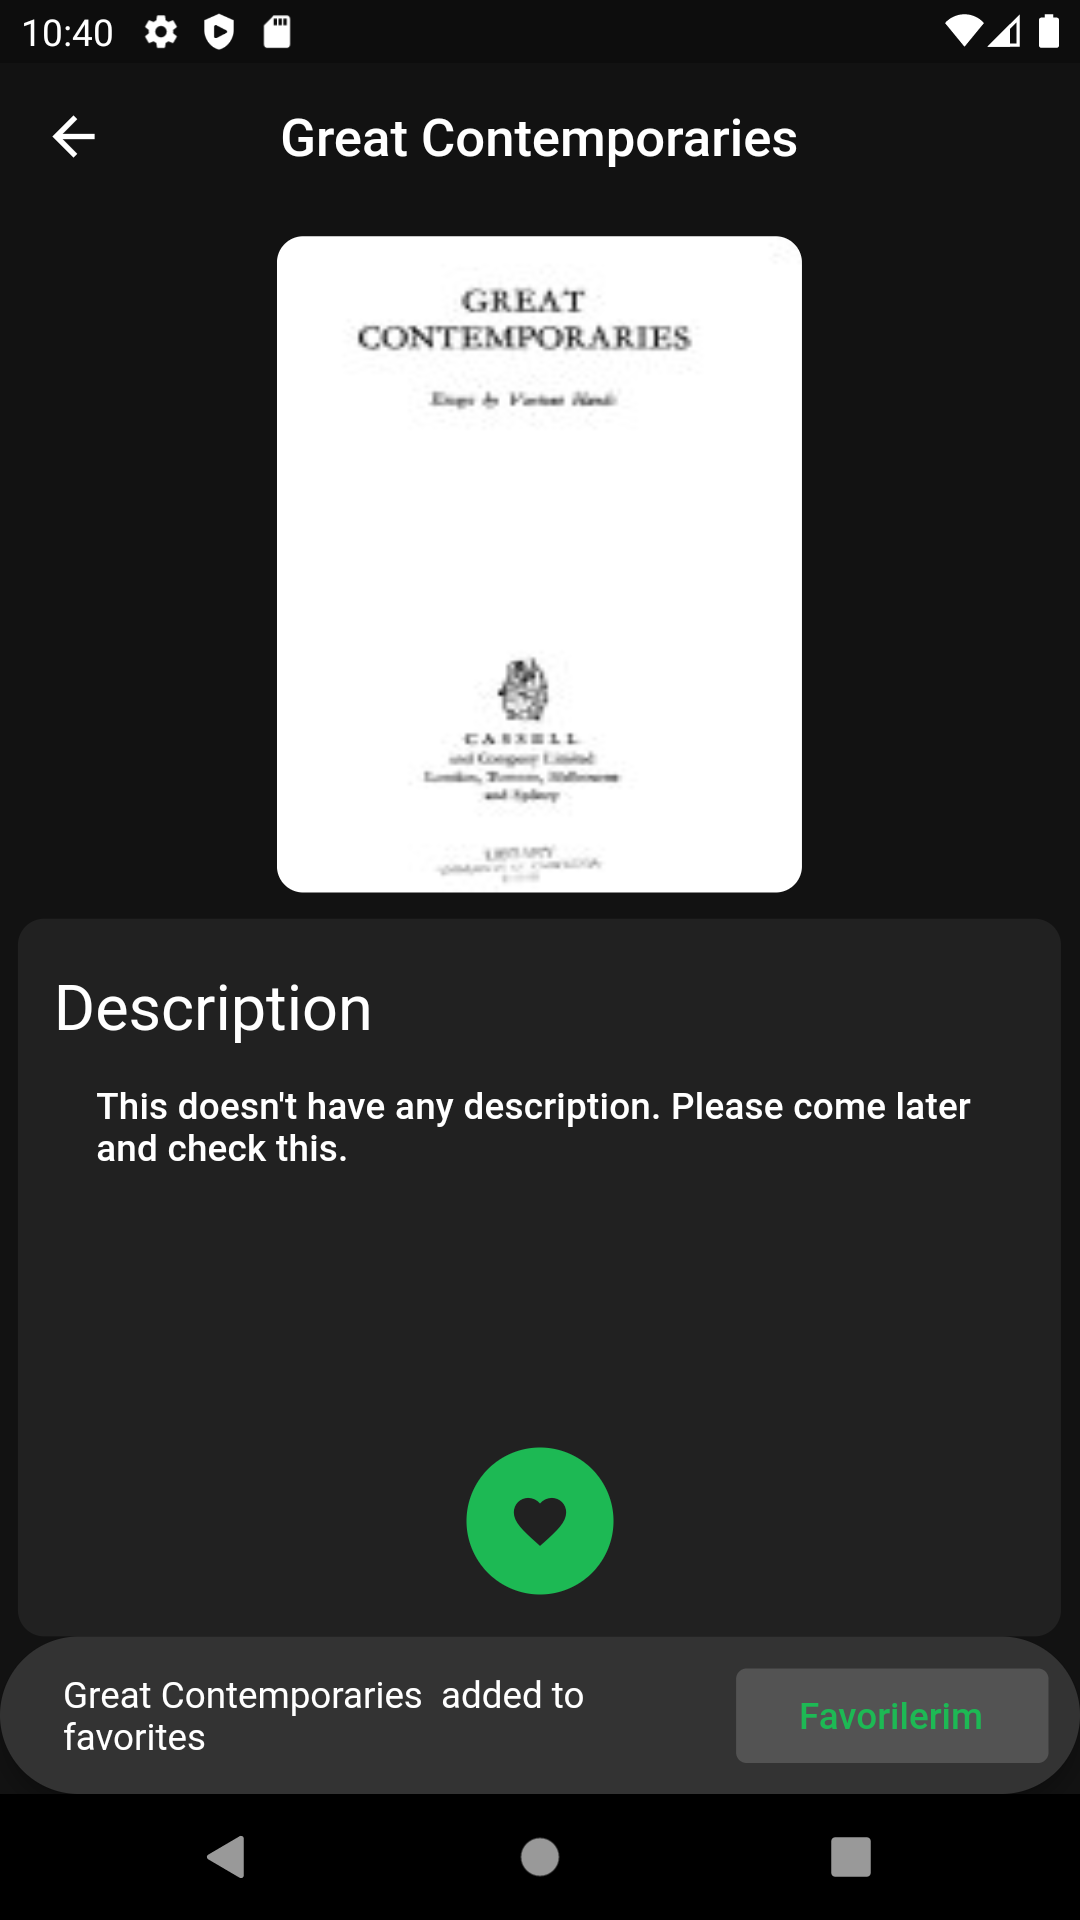 10:40
Great Contemporaries
GREAT
CONTEMPORARIES
Essays by Various Hands
CASSELL
and Company Limited
London, Toronto, Melbourne
and Sydney
LIBRARY
Description
This doesn't have any description. Please come later
and check this.
Great Contemporaries added to
favorites
Favorilerim